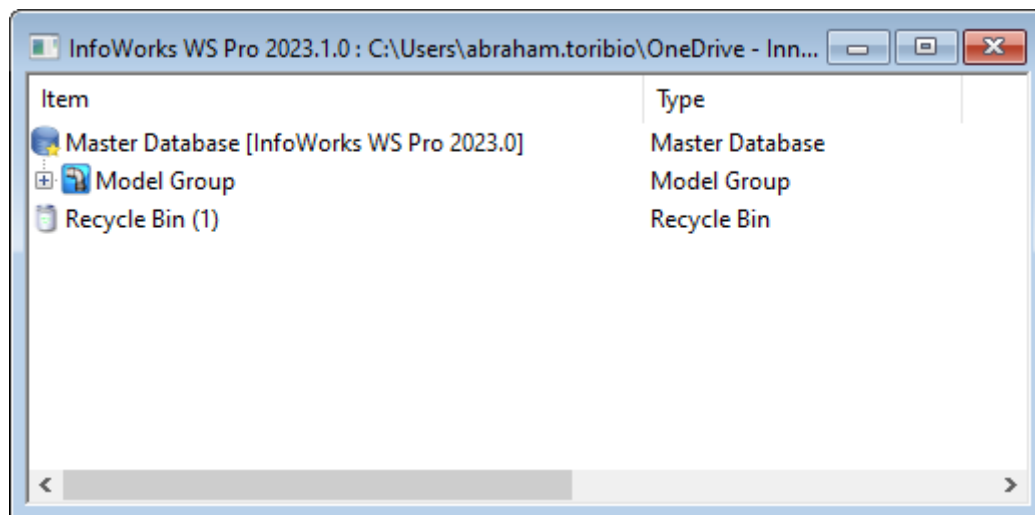 InfoWorks WS Pro 2023.1.0 : C:\Users\abraham.toribio\OneDrive - Inn...
Item Type
Master Database [InfoWorks WS Pro 2023.0] Master Database
Model Group Model Group
Recycle Bin (1) Recycle Bin